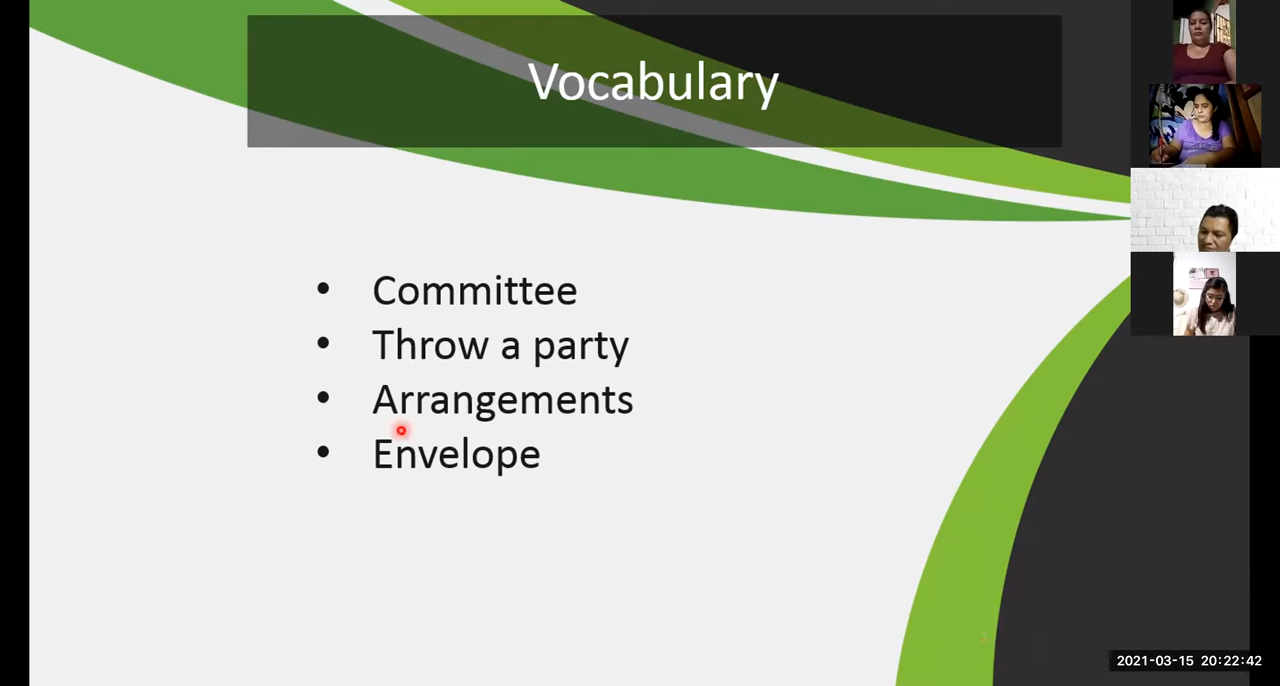 Vocabulary
Committee
Throw a party
Arrangements
Envelope
2021-03-15 20:22:42